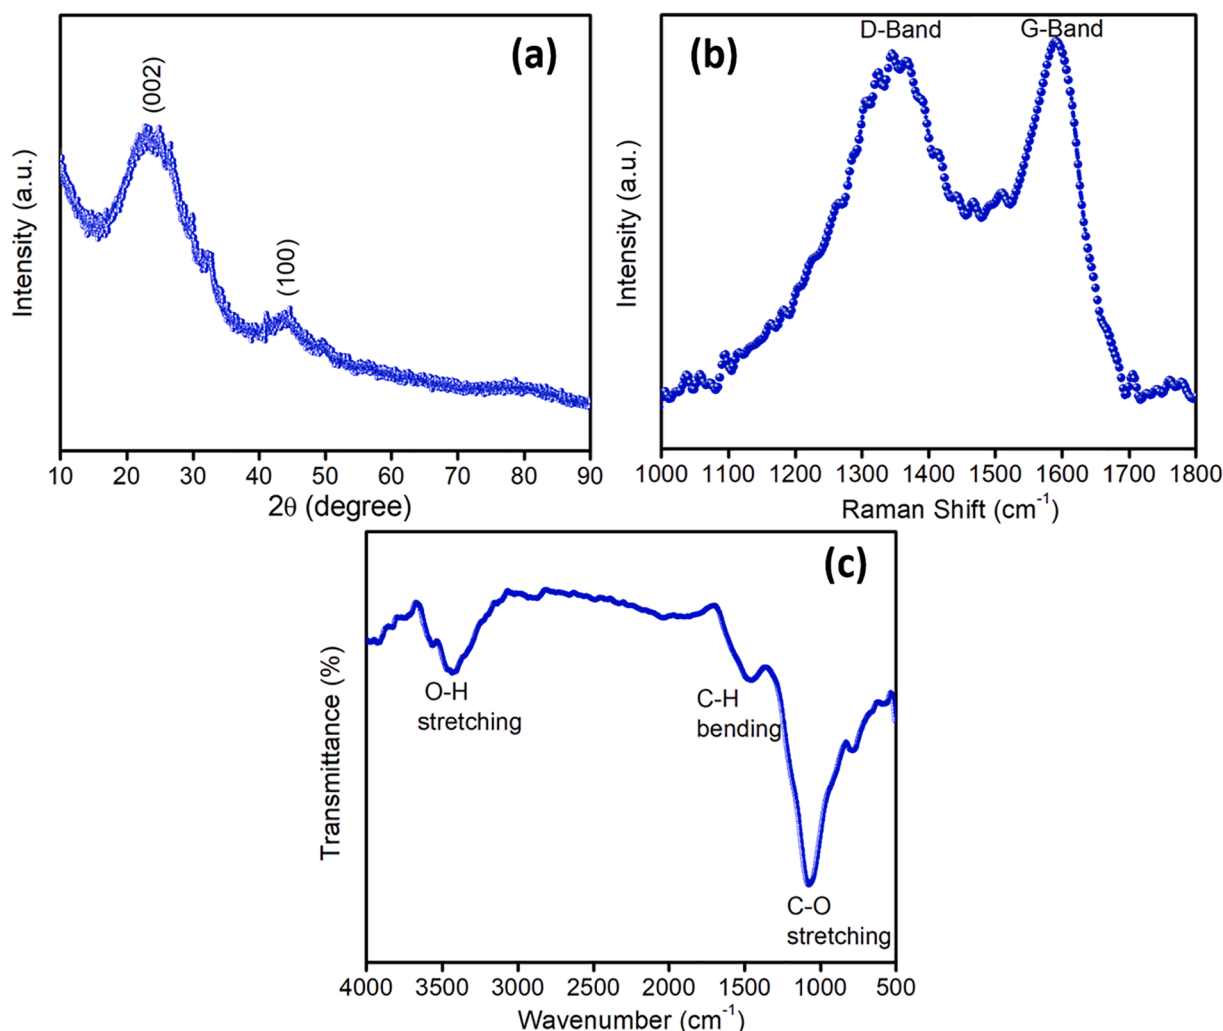 (a)
(002)
(100)
Intensity (a.u.)
10 20 30 40 50 60 70 80 90
2θ (degree)
(b)
D-Band
G-Band
Intensity (a.u.)
1000 1100 1200 1300 1400 1500 1600 1700 1800
Raman Shift (cm⁻¹)
(c)
O-H
stretching
C-H
bending
C-O
stretching
Transmittance (%)
4000 3500 3000 2500 2000 1500 1000 500
Wavenumber (cm⁻¹)